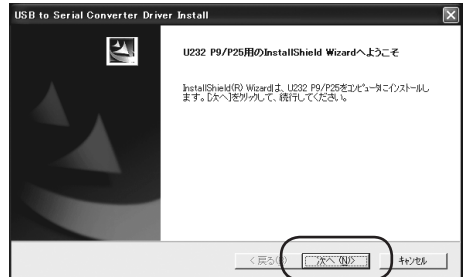 USB to Serial Converter Driver Install
U232 P9/P25用のInstallShield Wizardへようこそ
InstallShield(R) Wizardは、U232 P9/P25をコンピュータにインストールし
ます。[次へ]をクリックして、続行してください。
< 戻る(B)
次へ(N)>
キャンセル